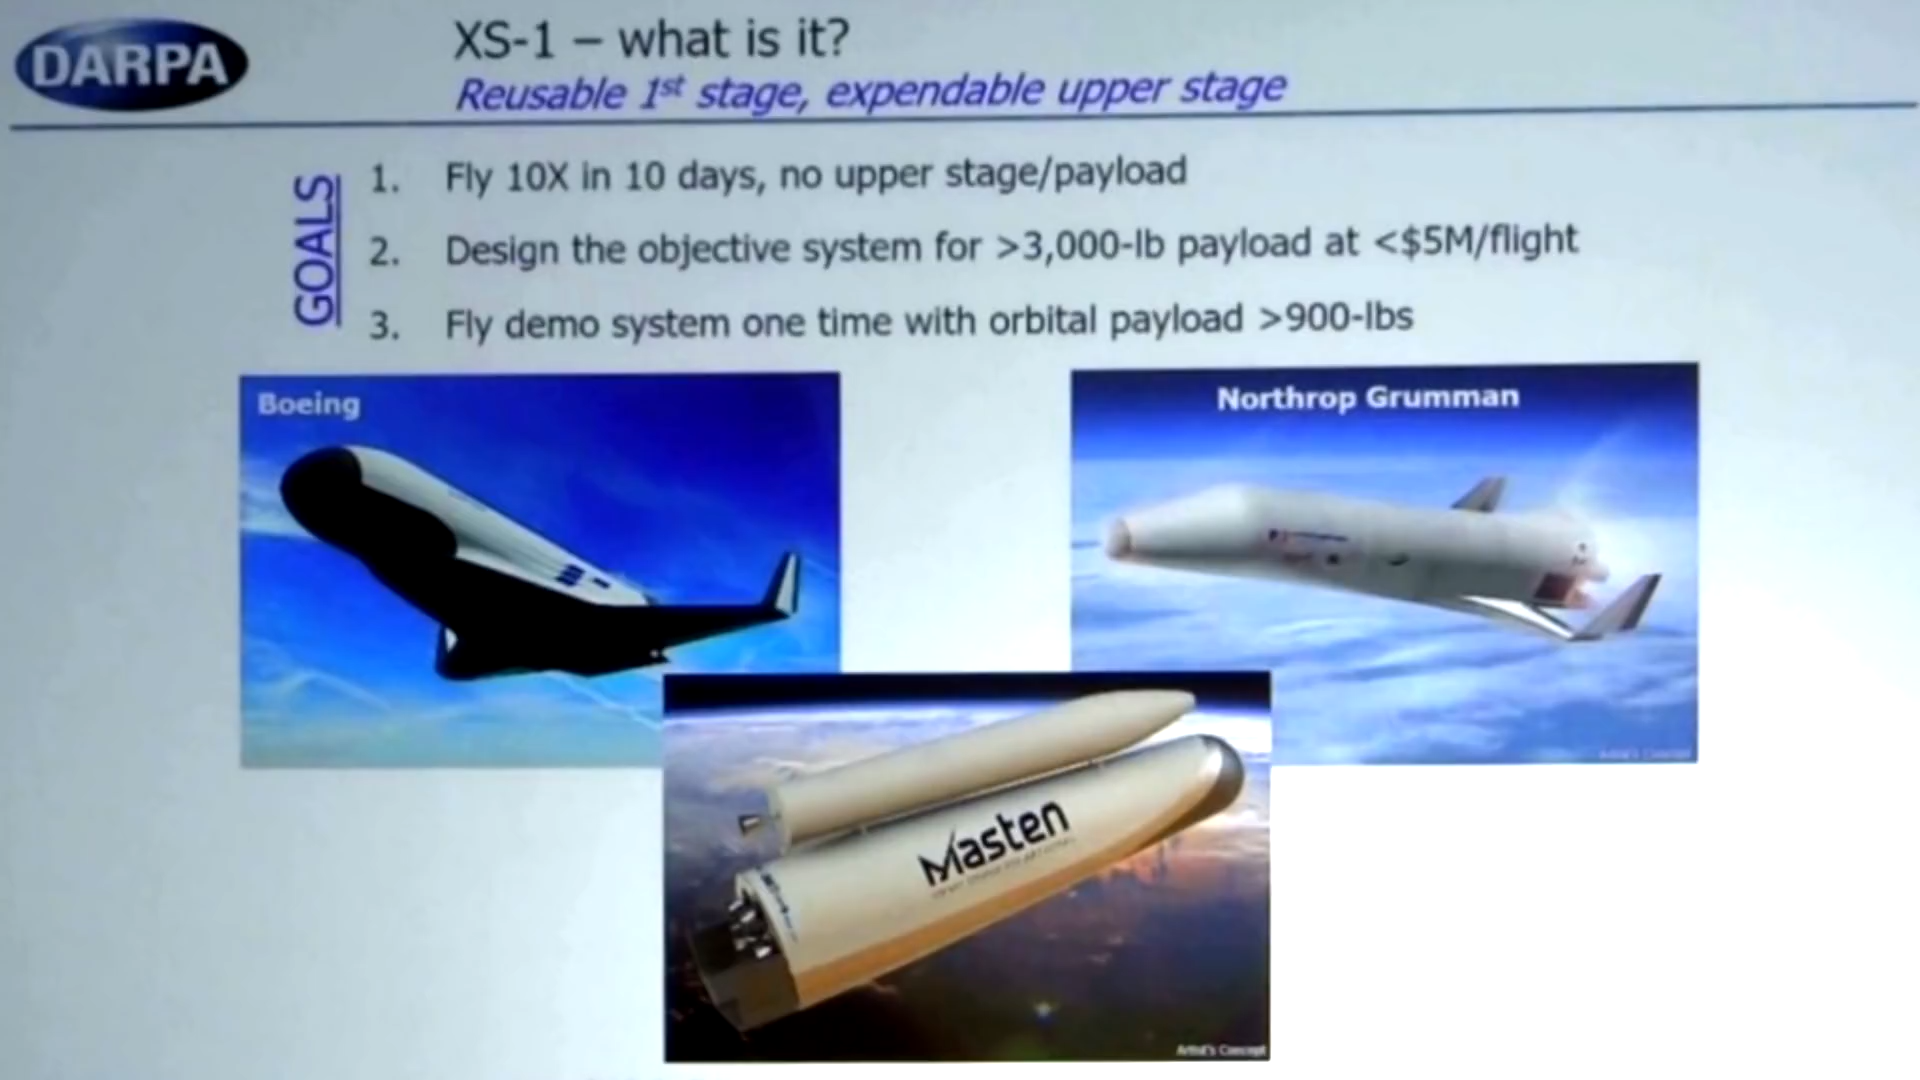 DARPA
XS-1 – what is it?
Reusable 1st stage, expendable upper stage
GOALS
1. Fly 10X in 10 days, no upper stage/payload
2. Design the objective system for >3,000-lb payload at <$5M/flight
3. Fly demo system one time with orbital payload >900-lbs
Boeing
Northrop Grumman
Artist's Concept
Masten
Artist's Concept